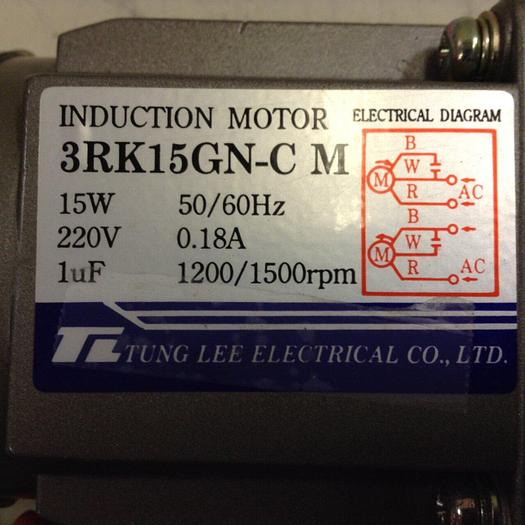 INDUCTION MOTOR
3RK15GN-C M
15W 50/60Hz
220V 0.18A
1uF 1200/1500rpm
ELECTRICAL DIAGRAM
B
W
M
R
AC
B
W
M
R
AC
TL TUNG LEE ELECTRICAL CO., LTD.